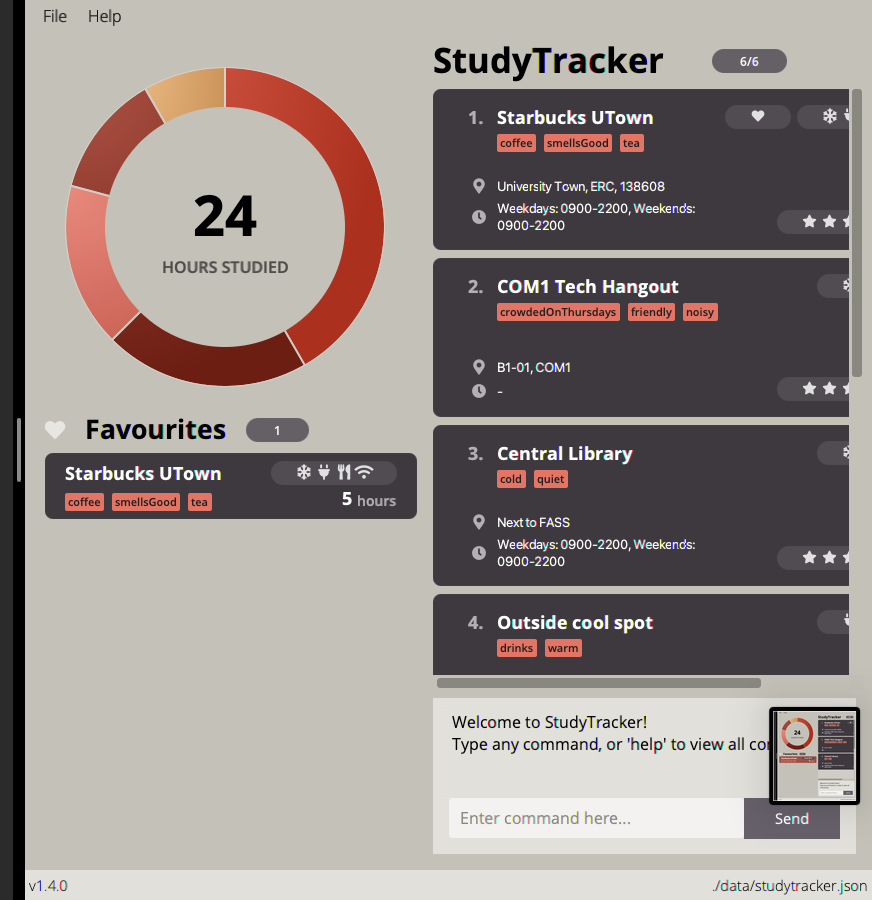 File Help
24
HOURS STUDIED
Favourites 1
Starbucks UTown
coffee smellsGood tea
5 hours
StudyTracker 6/6
1. Starbucks UTown
coffee smellsGood tea
University Town, ERC, 138608
Weekdays: 0900-2200, Weekends:
0900-2200
2. COM1 Tech Hangout
crowdedOnThursdays friendly noisy
B1-01, COM1
-
3. Central Library
cold quiet
Next to FASS
Weekdays: 0900-2200, Weekends:
0900-2200
4. Outside cool spot
drinks warm
Welcome to StudyTracker!
Type any command, or 'help' to view all
Enter command here...
Send
v1.4.0
./data/studytracker.json